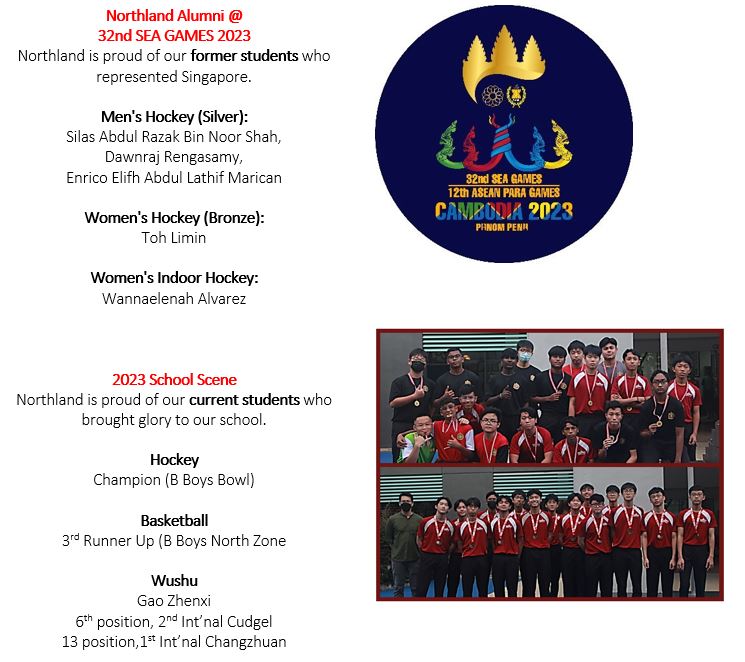 Northland Alumni @
32nd SEA GAMES 2023
Northland is proud of our former students who
represented Singapore.
Men's Hockey (Silver):
Silas Abdul Razak Bin Noor Shah,
Dawnraj Rengasamy,
Enrico Elifh Abdul Lathif Marican
Women's Hockey (Bronze):
Toh Limin
Women's Indoor Hockey:
Wannaelenah Alvarez
32nd SEA GAMES
12th ASEAN PARA GAMES
CAMBODIA 2023
PHNOM PENH
2023 School Scene
Northland is proud of our current students who
brought glory to our school.
Hockey
Champion (B Boys Bowl)
Basketball
3rd Runner Up (B Boys North Zone
Wushu
Gao Zhenxi
6th position, 2nd Int’nal Cudgel
13 position,1st Int’nal Changzhuan